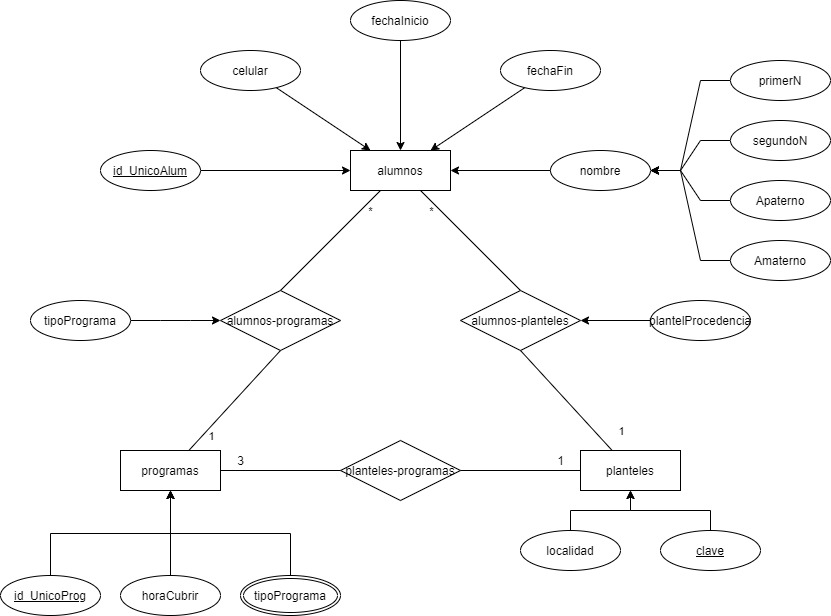 fechaInicio
celular
fechaFin
primerN
segundoN
id_UnicoAlum
alumnos
nombre
Apaterno
Amaterno
*
*
tipoPrograma
alumnos-programas
alumnos-planteles
plantelProcedencia
1
1
3
1
programas
planteles-programas
planteles
localidad
clave
id_UnicoProg
horaCubrir
tipoPrograma